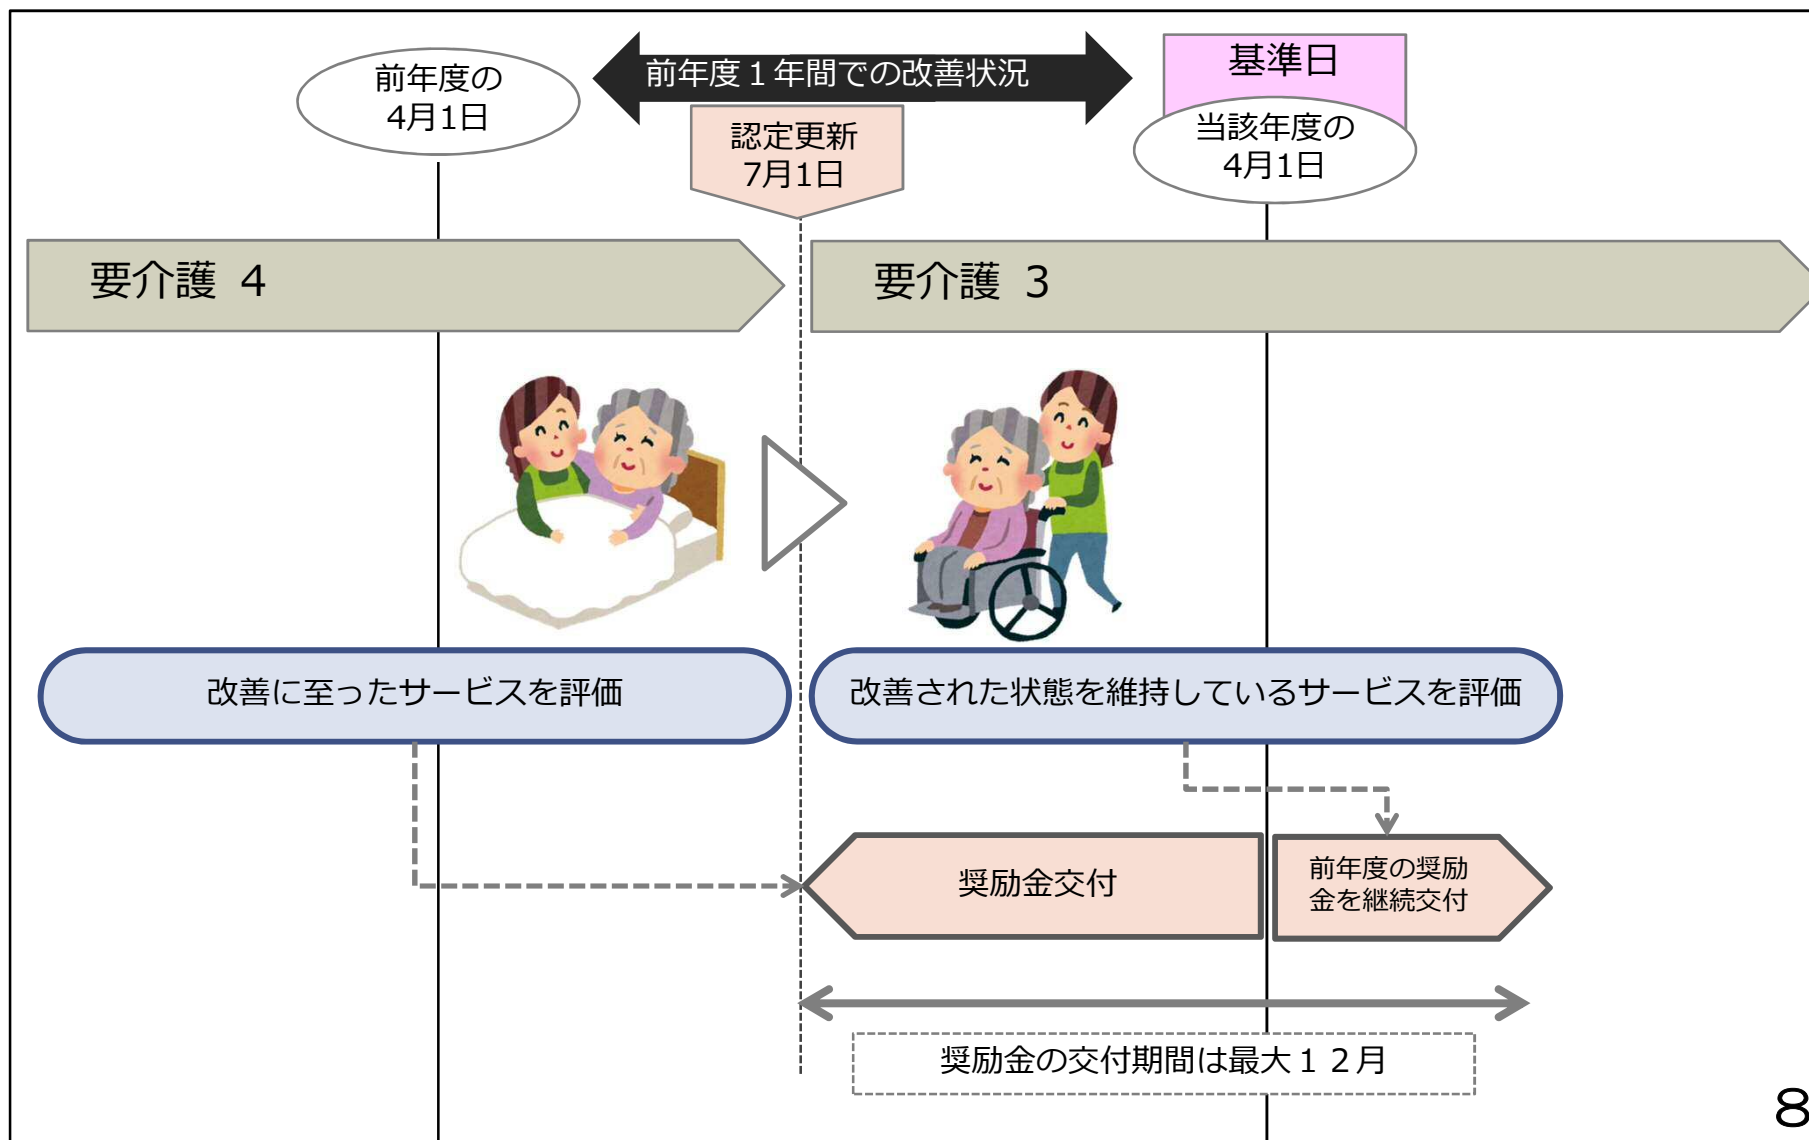 前年度の
4月1日
前年度１年間での改善状況
基準日
当該年度の
4月1日
認定更新
7月1日
要介護 4
要介護 3
改善に至ったサービスを評価
改善された状態を維持しているサービスを評価
奨励金交付
前年度の奨励
金を継続交付
奨励金の交付期間は最大１２月
8